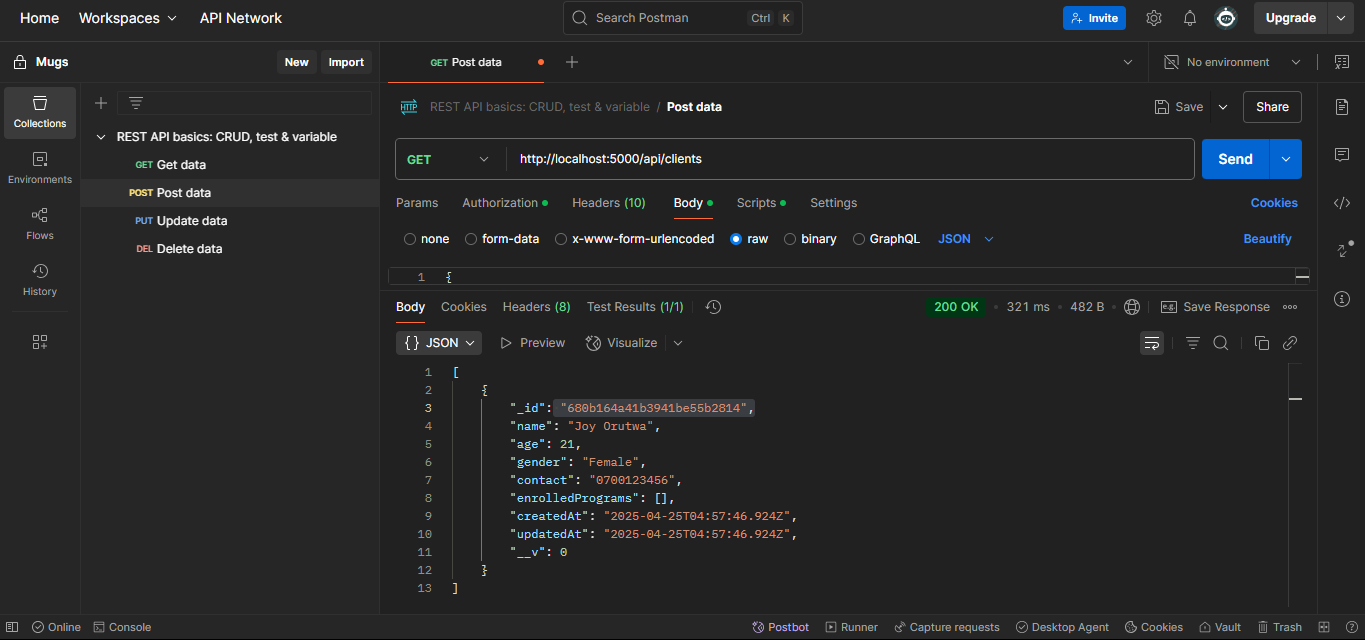 Home Workspaces API Network Search Postman Ctrl K Invite Upgrade
Mugs New Import GET Post data No environment
Collections
Environments
Flows
History
REST API basics: CRUD, test & variable
GET Get data
POST Post data
PUT Update data
DEL Delete data
HTTP REST API basics: CRUD, test & variable / Post data Save Share
GET http://localhost:5000/api/clients Send
Params Authorization Headers (10) Body Scripts Settings Cookies
none form-data x-www-form-urlencoded raw binary GraphQL JSON Beautify
1 {
Body Cookies Headers (8) Test Results (1/1) 200 OK 321 ms 482 B e.g. Save Response
{} JSON Preview Visualize
1 [
2 {
3 "_id": "680b164a41b3941be55b2814",
4 "name": "Joy Orutwa",
5 "age": 21,
6 "gender": "Female",
7 "contact": "0700123456",
8 "enrolledPrograms": [],
9 "createdAt": "2025-04-25T04:57:46.924Z",
10 "updatedAt": "2025-04-25T04:57:46.924Z",
11 "__v": 0
12 }
13 ]
Online Console Postbot Runner Capture requests Desktop Agent Cookies Vault Trash